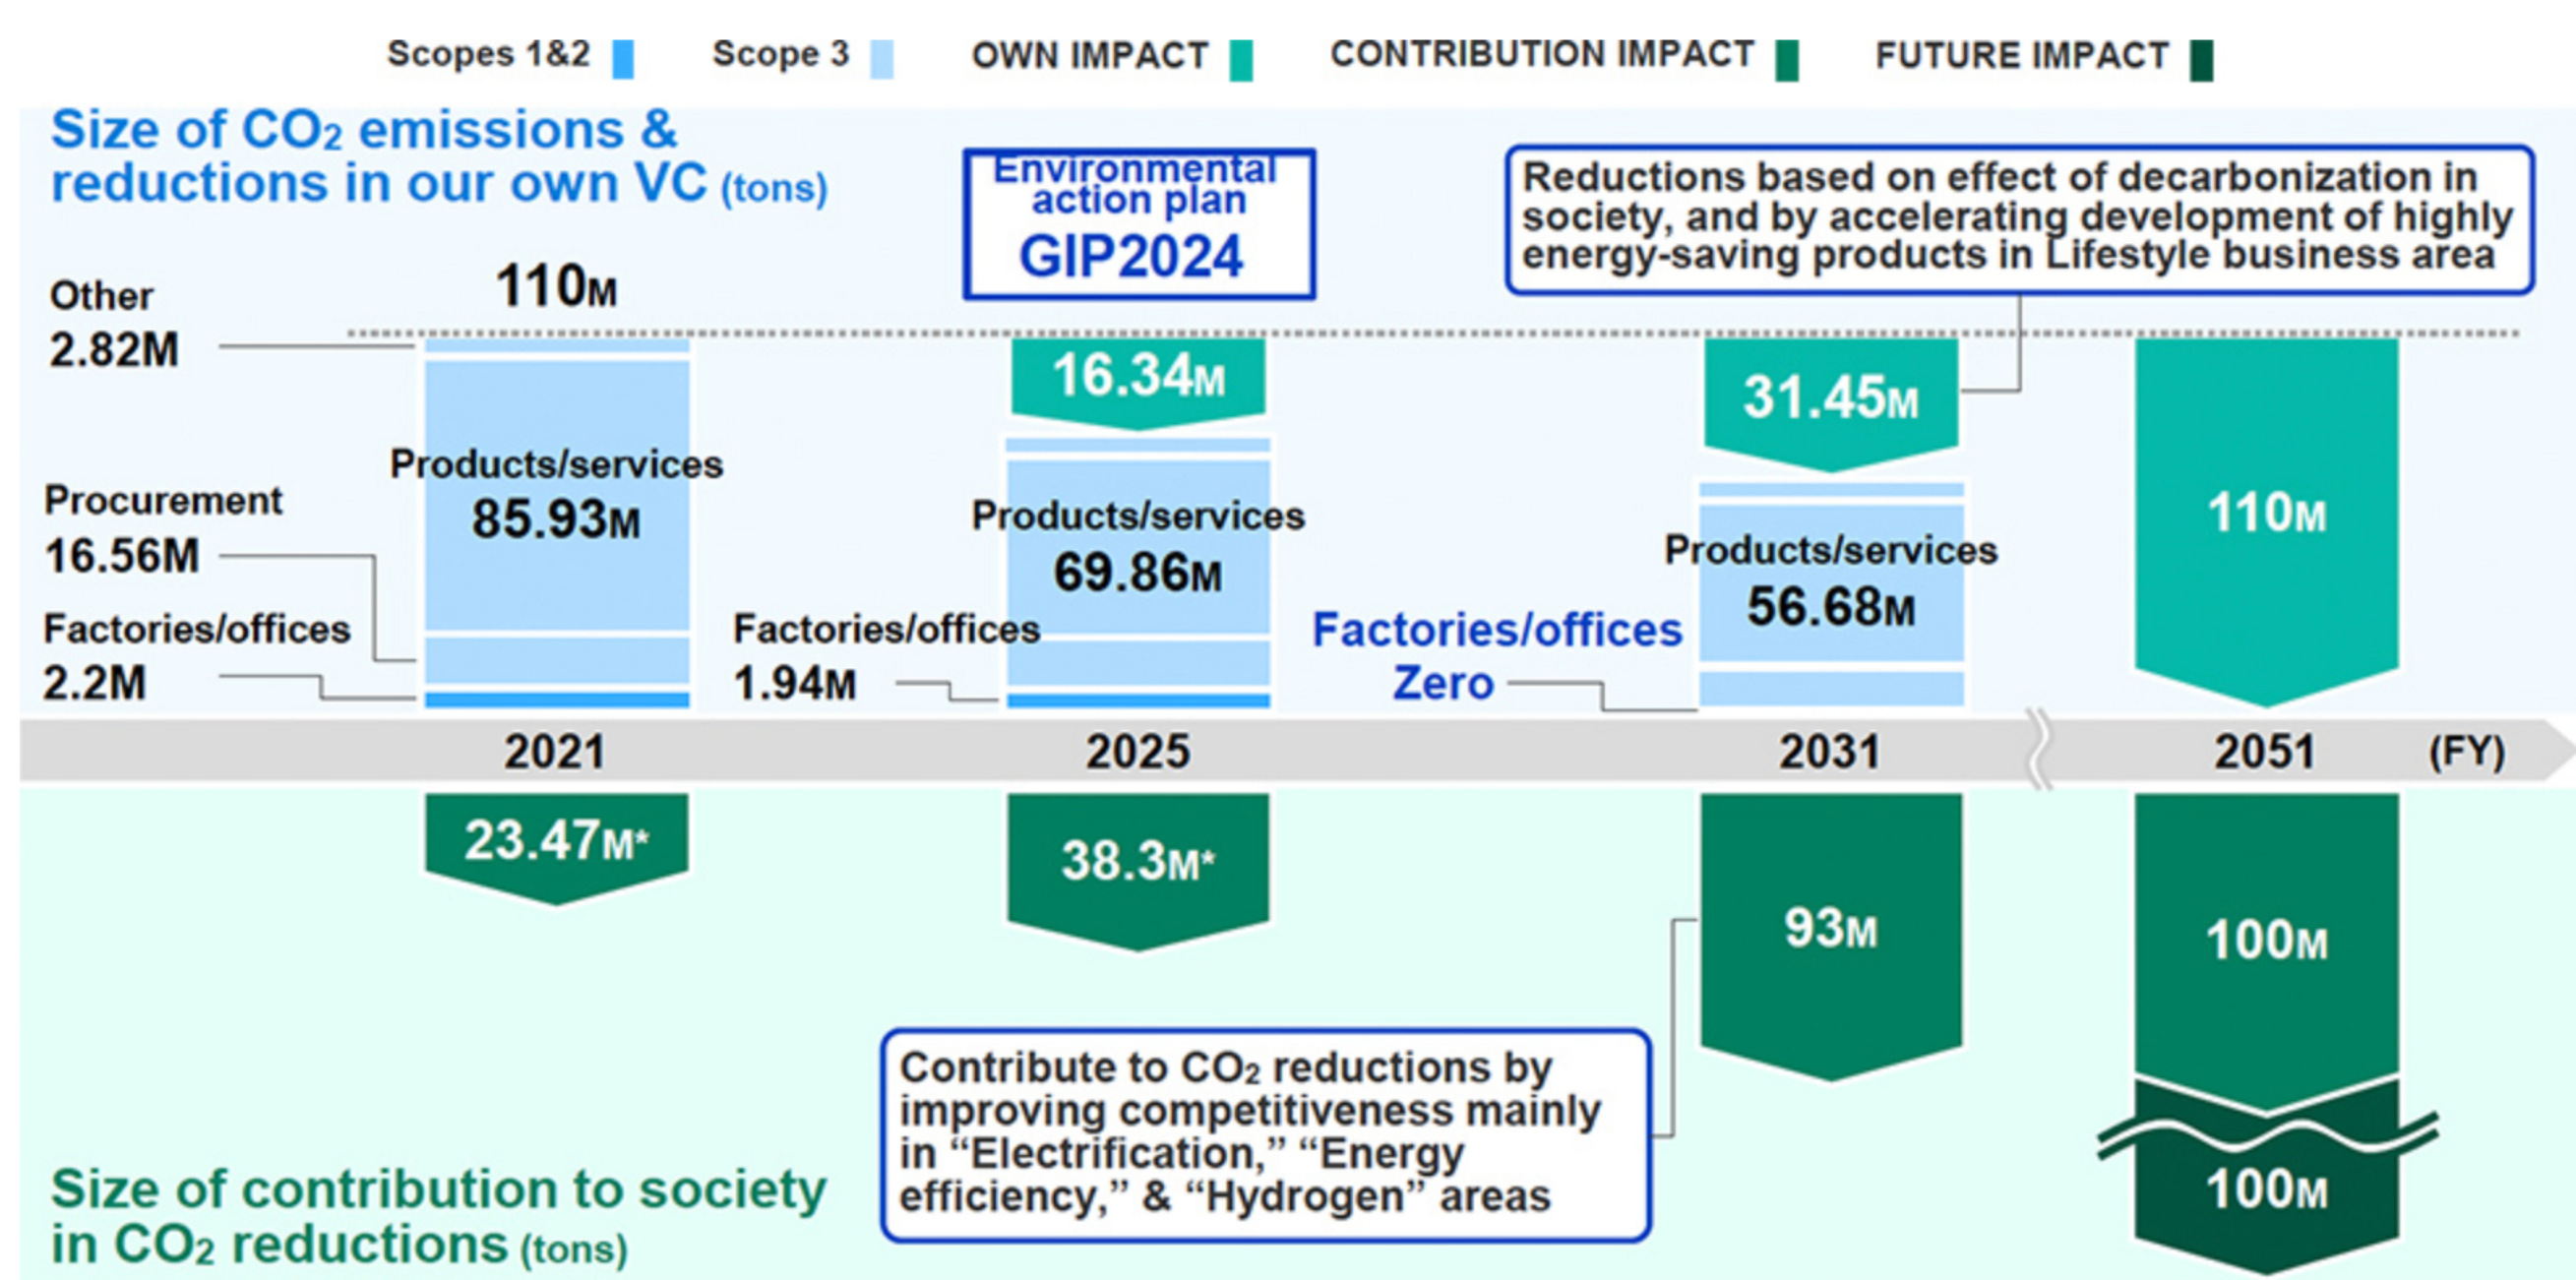 Scopes 1&2
Scope 3
OWN IMPACT
CONTRIBUTION IMPACT
FUTURE IMPACT
Size of CO₂ emissions &
reductions in our own VC (tons)
Environmental
action plan
GIP2024
Reductions based on effect of decarbonization in
society, and by accelerating development of highly
energy-saving products in Lifestyle business area
Other
2.82M
110M
16.34M
31.45M
110M
Products/services
85.93M
Procurement
16.56M
Factories/offices
2.2M
Products/services
69.86M
Factories/offices
1.94M
Products/services
56.68M
Factories/offices
Zero
2021
2025
2031
2051
(FY)
23.47M*
38.3M*
93M
100M
100M
Contribute to CO₂ reductions by
improving competitiveness mainly
in “Electrification,” “Energy
efficiency,” & “Hydrogen” areas
Size of contribution to society
in CO₂ reductions (tons)